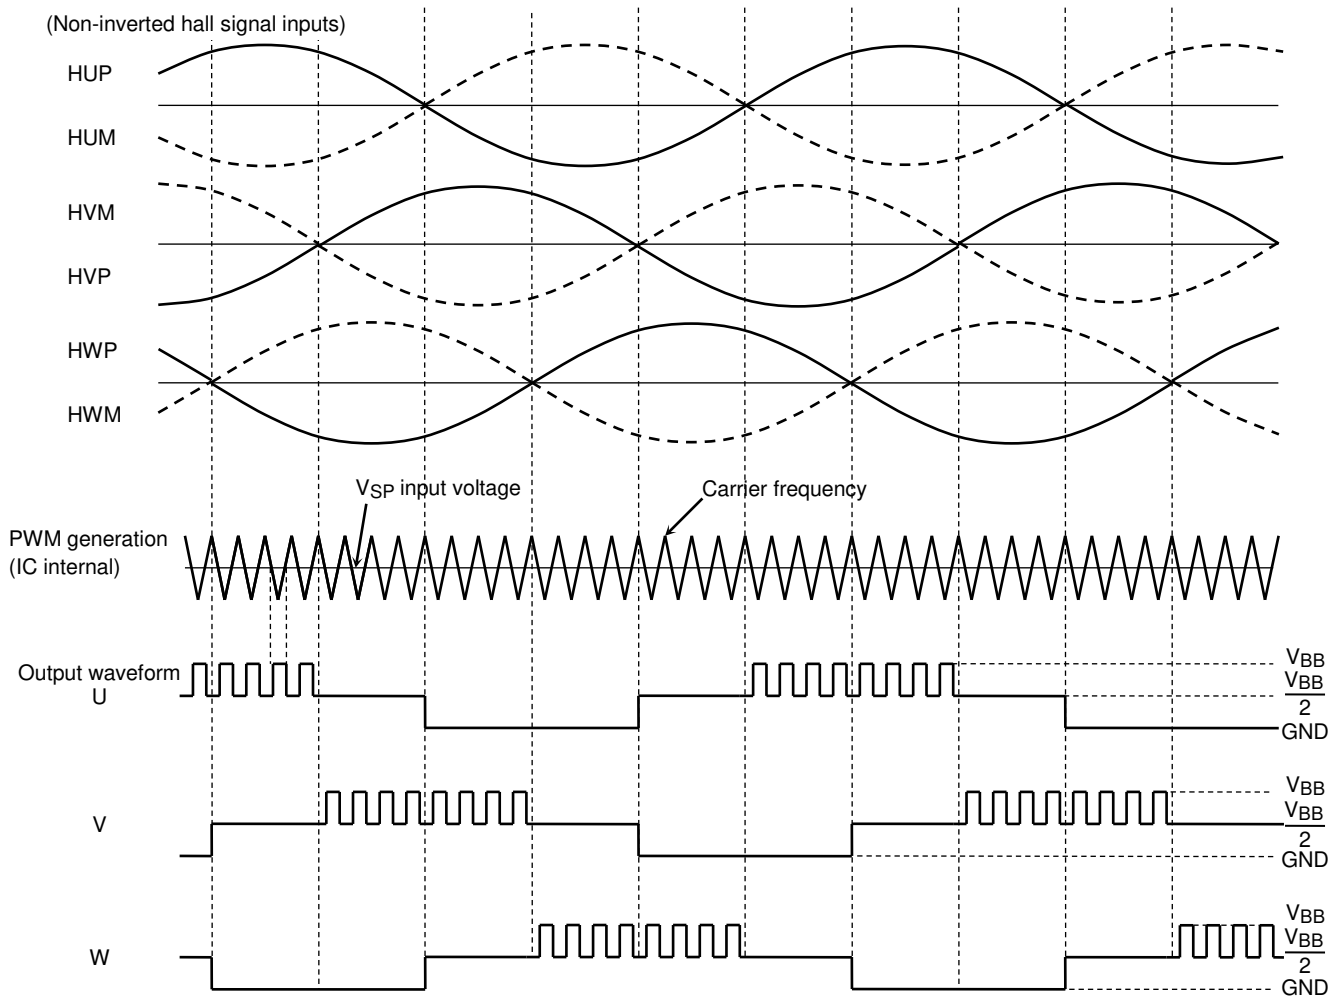 (Non-inverted hall signal inputs)
HUP
HUM
HVM
HVP
HWP
HWM
VSP input voltage
Carrier frequency
PWM generation
(IC internal)
Output waveform
U
VBB
VBB
2
GND
V
VBB
VBB
2
GND
W
VBB
VBB
2
GND